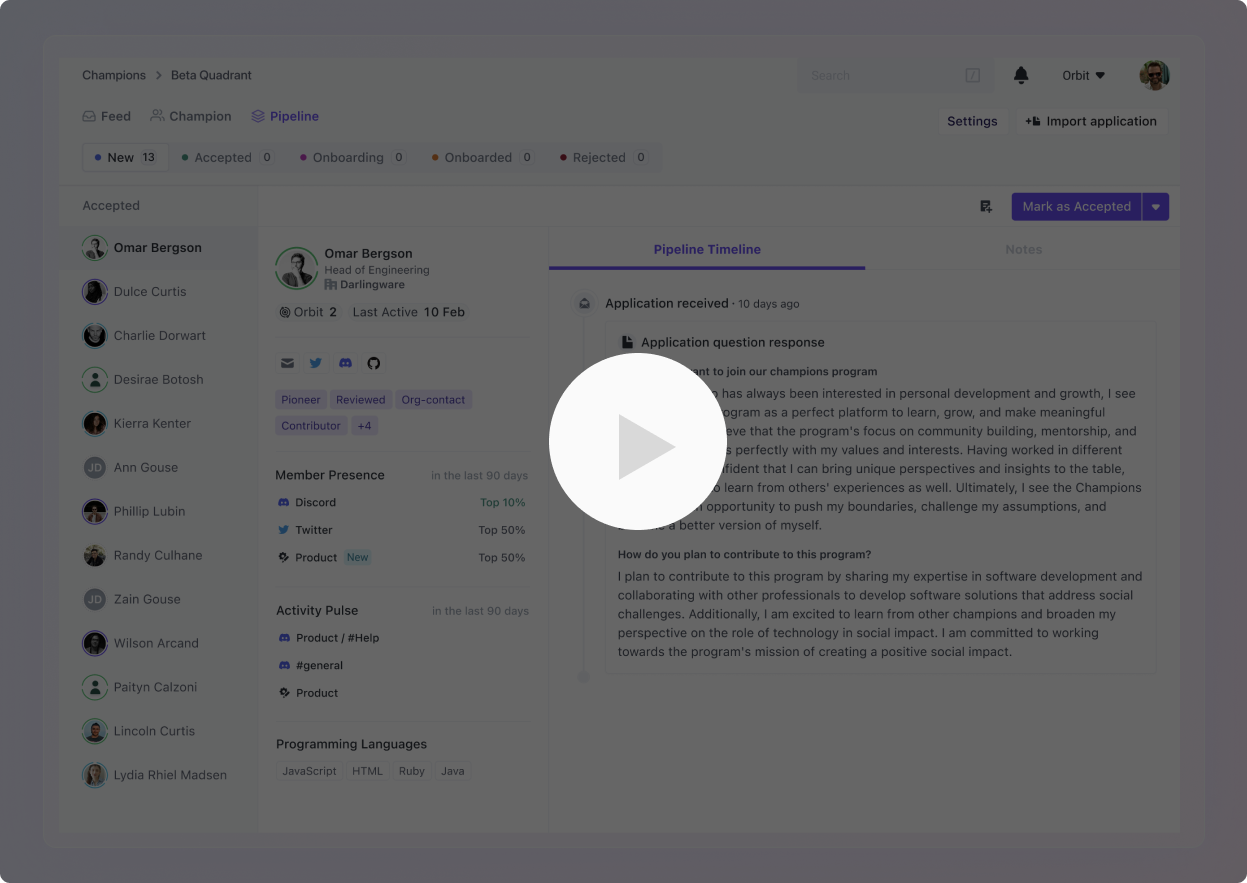 Champions > Beta Quadrant
Search /
Orbit
Feed Champion Pipeline
Settings Import application
New 13 Accepted 0 Onboarding 0 Onboarded 0 Rejected 0
Accepted
Mark as Accepted
Omar Bergson
Dulce Curtis
Charlie Dorwart
Desirae Botosh
Kierra Kenter
JD Ann Gouse
Phillip Lubin
Randy Culhane
JD Zain Gouse
Wilson Arcand
Paityn Calzoni
Lincoln Curtis
Lydia Rhiel Madsen
Omar Bergson
Head of Engineering
Darlingware
Orbit 2 Last Active 10 Feb
Pioneer Reviewed Org-contact
Contributor +4
Member Presence in the last 90 days
Discord Top 10%
Twitter Top 50%
Product New Top 50%
Activity Pulse in the last 90 days
Product / #Help
#general
Product
Programming Languages
JavaScript HTML Ruby Java
Pipeline Timeline Notes
Application received · 10 days ago
Application question response
to join our champions program
has always been interested in personal development and growth, I see
as a perfect platform to learn, grow, and make meaningful
that the program's focus on community building, mentorship, and
perfectly with my values and interests. Having worked in different
that I can bring unique perspectives and insights to the table,
to learn from others' experiences as well. Ultimately, I see the Champions
opportunity to push my boundaries, challenge my assumptions, and
a better version of myself.
How do you plan to contribute to this program?
I plan to contribute to this program by sharing my expertise in software development and
collaborating with other professionals to develop software solutions that address social
challenges. Additionally, I am excited to learn from other champions and broaden my
perspective on the role of technology in social impact. I am committed to working
towards the program's mission of creating a positive social impact.